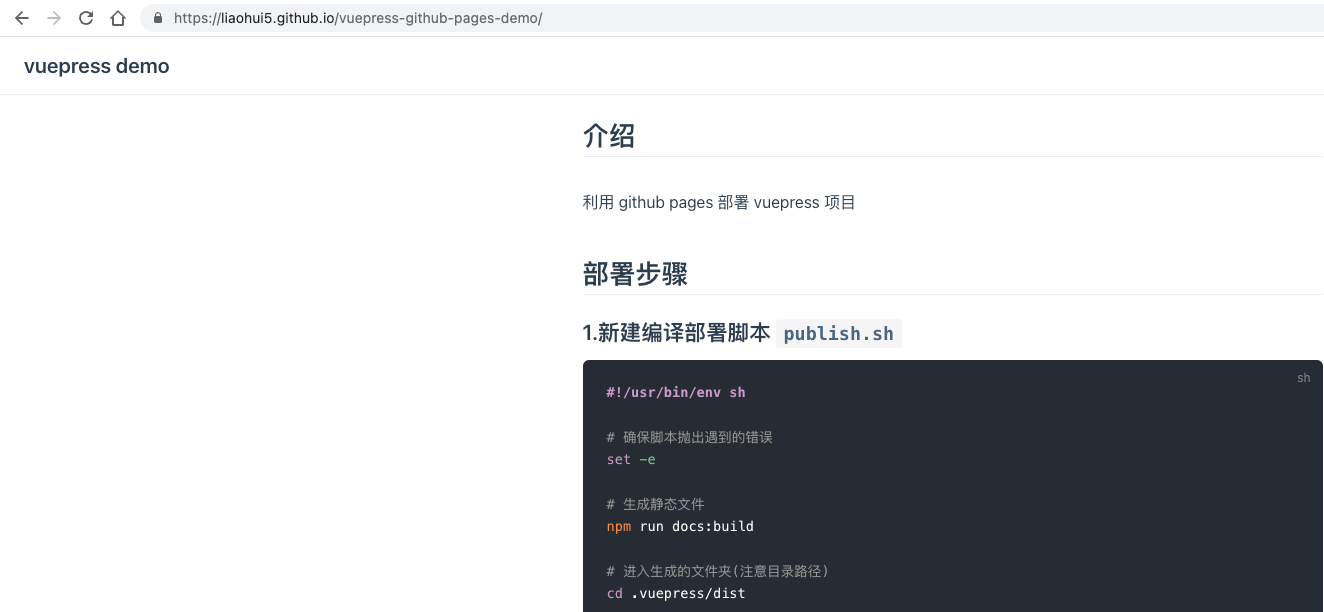 https://liaohui5.github.io/vuepress-github-pages-demo/
vuepress demo
介绍
利用 github pages 部署 vuepress 项目
部署步骤
1.新建编译部署脚本 publish.sh
sh
#!/usr/bin/env sh
# 确保脚本抛出遇到的错误
set -e
# 生成静态文件
npm run docs:build
# 进入生成的文件夹(注意目录路径)
cd .vuepress/dist